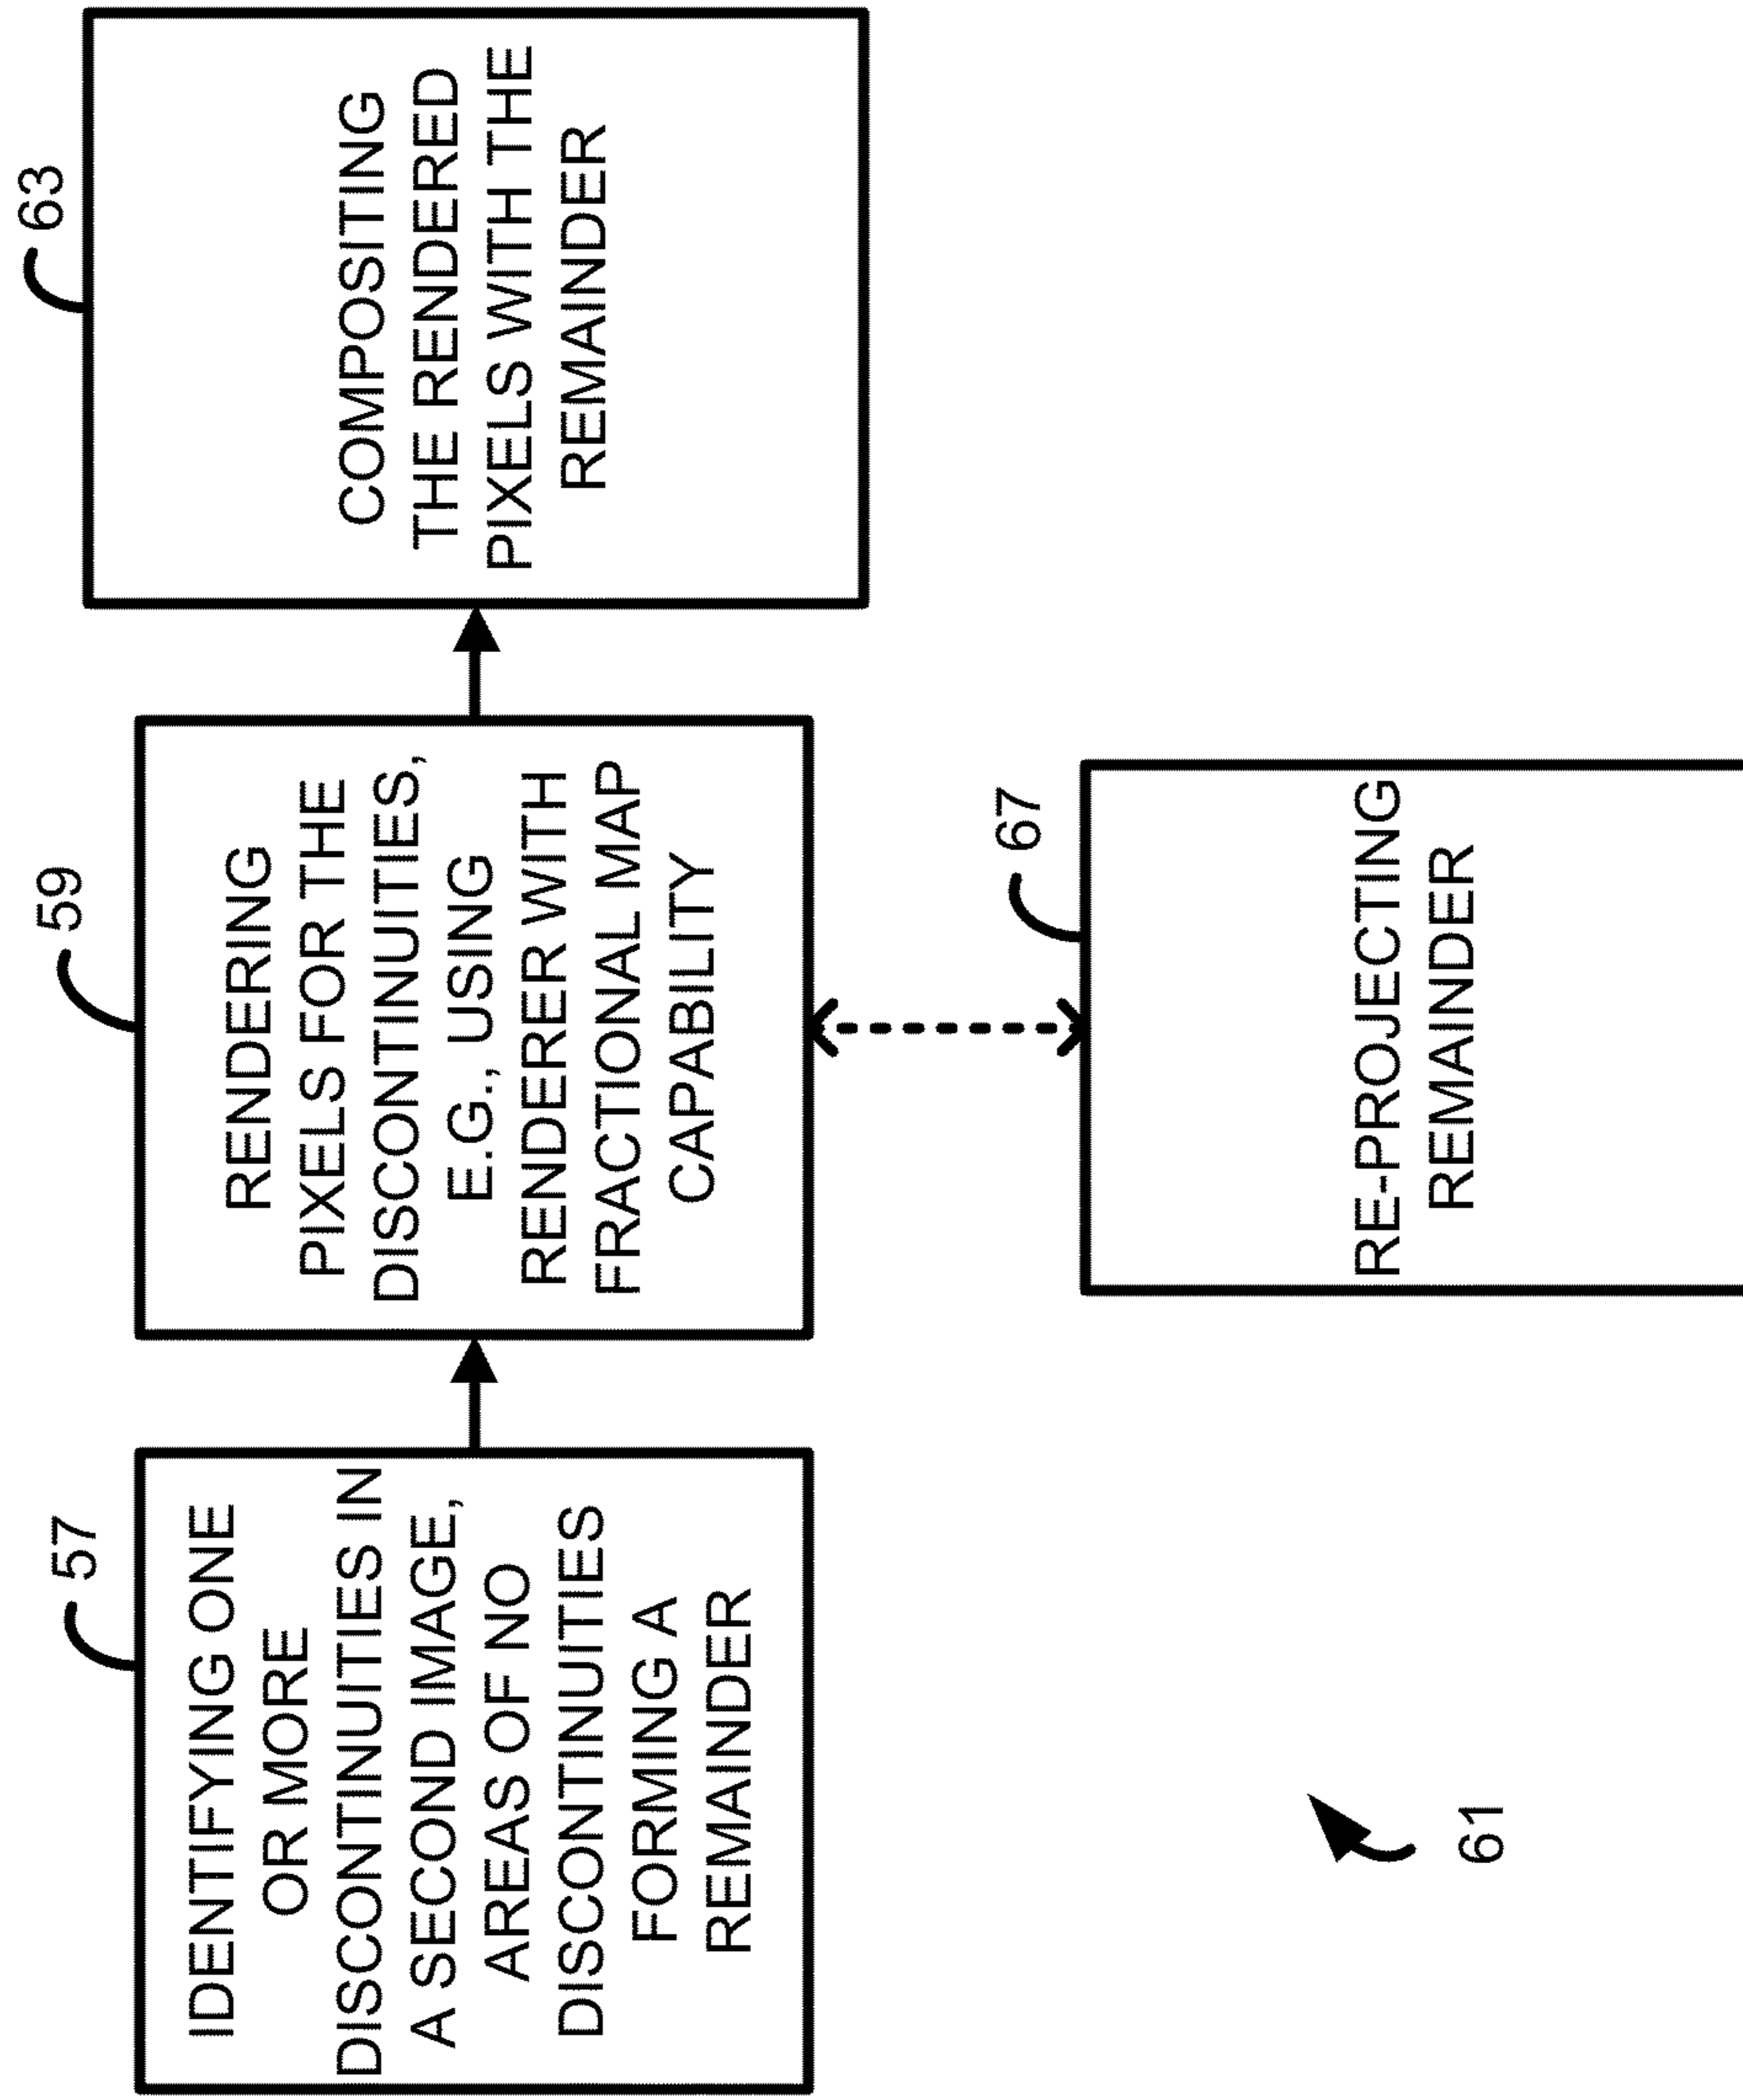 57
IDENTIFYING ONE
OR MORE
DISCONTINUITIES IN
A SECOND IMAGE,
AREAS OF NO
DISCONTINUITIES
FORMING A
REMAINDER
59
RENDERING
PIXELS FOR THE
DISCONTINUITIES,
E.G., USING
RENDERER WITH
FRACTIONAL MAP
CAPABILITY
63
COMPOSITING
THE RENDERED
PIXELS WITH THE
REMAINDER
67
RE-PROJECTING
REMAINDER
61